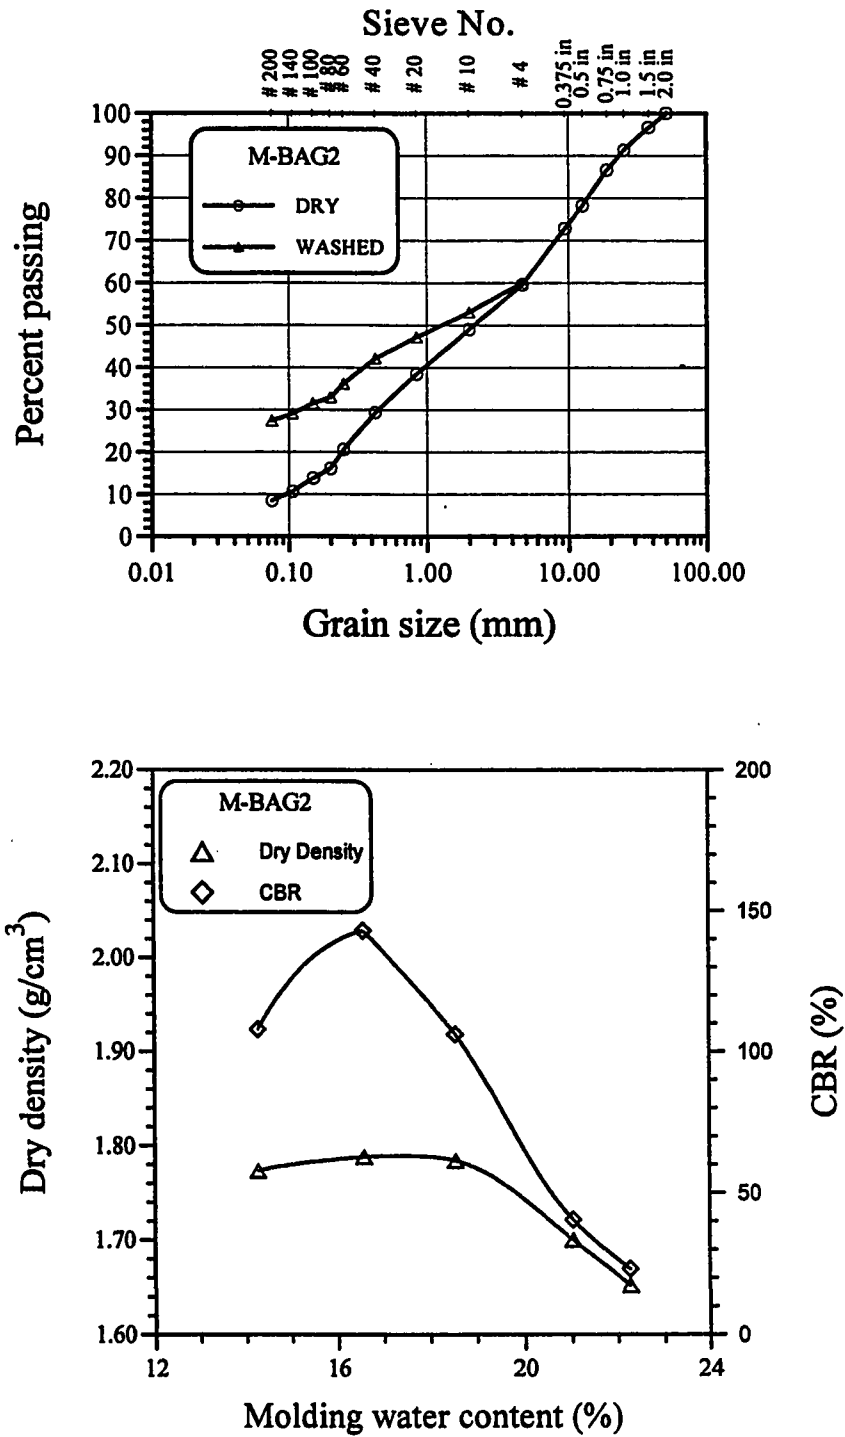 Sieve No.
# 200
# 140
# 100
# 80
# 60
# 40
# 20
# 10
# 4
0.375 in
0.5 in
0.75 in
1.0 in
1.5 in
2.0 in
100
90
80
70
60
50
40
30
20
10
0
Percent passing
M-BAG2
DRY
WASHED
0.01
0.10
1.00
10.00
100.00
Grain size (mm)
2.20
2.10
2.00
1.90
1.80
1.70
1.60
Dry density (g/cm³)
M-BAG2
Dry Density
CBR
200
150
100
50
0
CBR (%)
12
16
20
24
Molding water content (%)